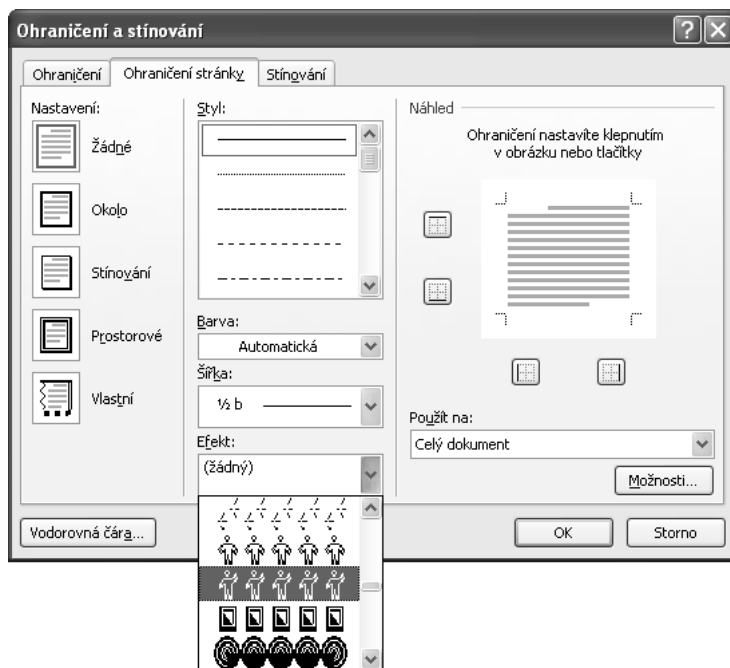 Ohraničení a stínování
Ohraničení
Ohraničení stránky
Stínování
Nastavení:
Žádné
Okolo
Stínování
Prostorové
Vlastní
Styl:
Barva:
Automatická
Šířka:
½ b
Efekt:
(žádný)
Náhled
Ohraničení nastavíte klepnutím
v obrázku nebo tlačítky
Použít na:
Celý dokument
Možnosti...
Vodorovná čára...
OK
Storno